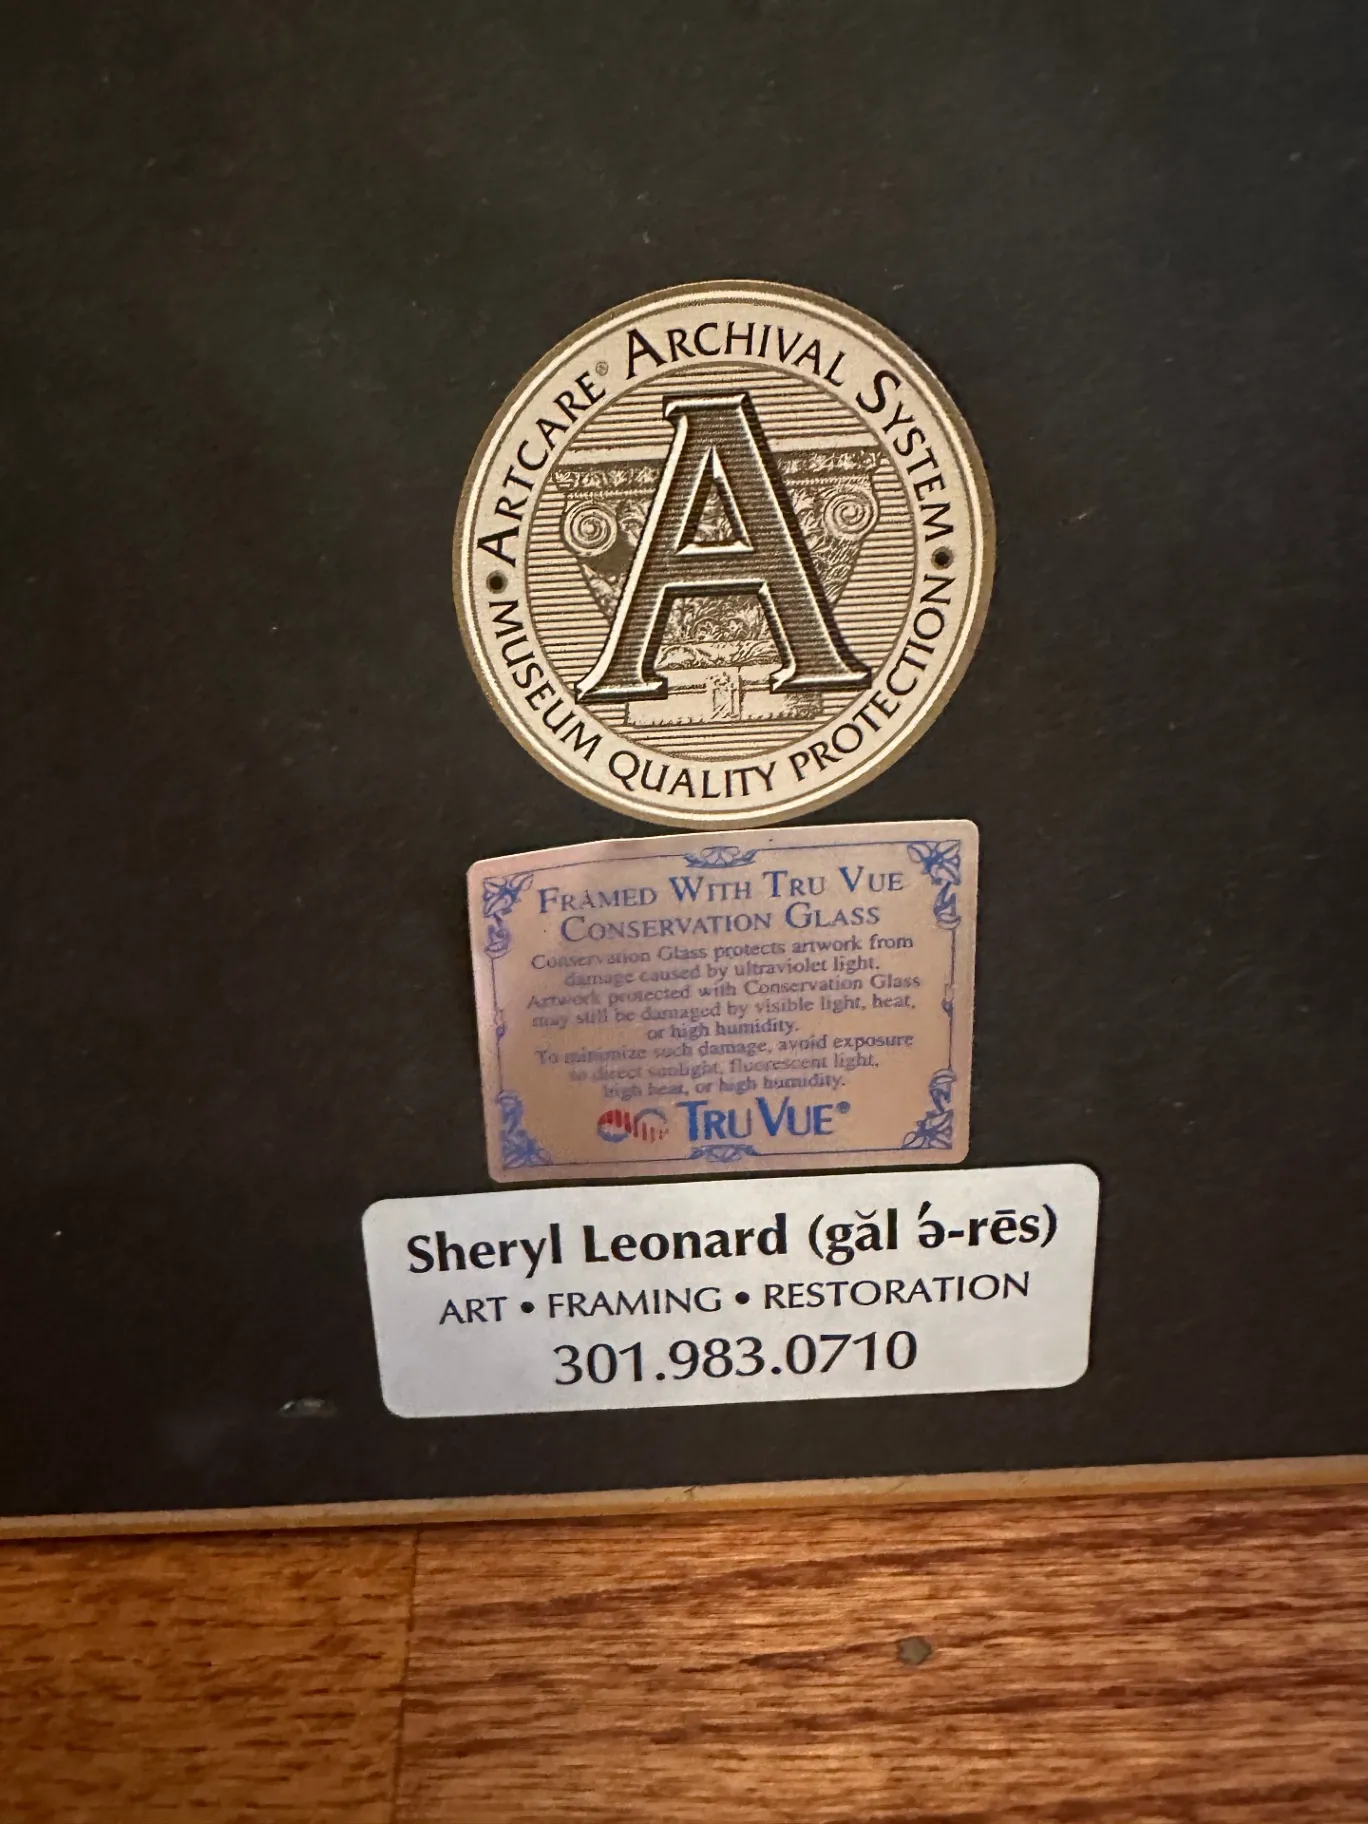 ARTCARE® ARCHIVAL SYSTEM
• MUSEUM QUALITY PROTECTION •
A
FRAMED WITH TRU VUE
CONSERVATION GLASS
Conservation Glass protects artwork from
damage caused by ultraviolet light.
Artwork protected with Conservation Glass
may still be damaged by visible light, heat,
or high humidity.
To minimize such damage, avoid exposure
to direct sunlight, fluorescent light,
high heat, or high humidity.
TRU VUE®
Sheryl Leonard (găl ə́-rēs)
ART • FRAMING • RESTORATION
301.983.0710